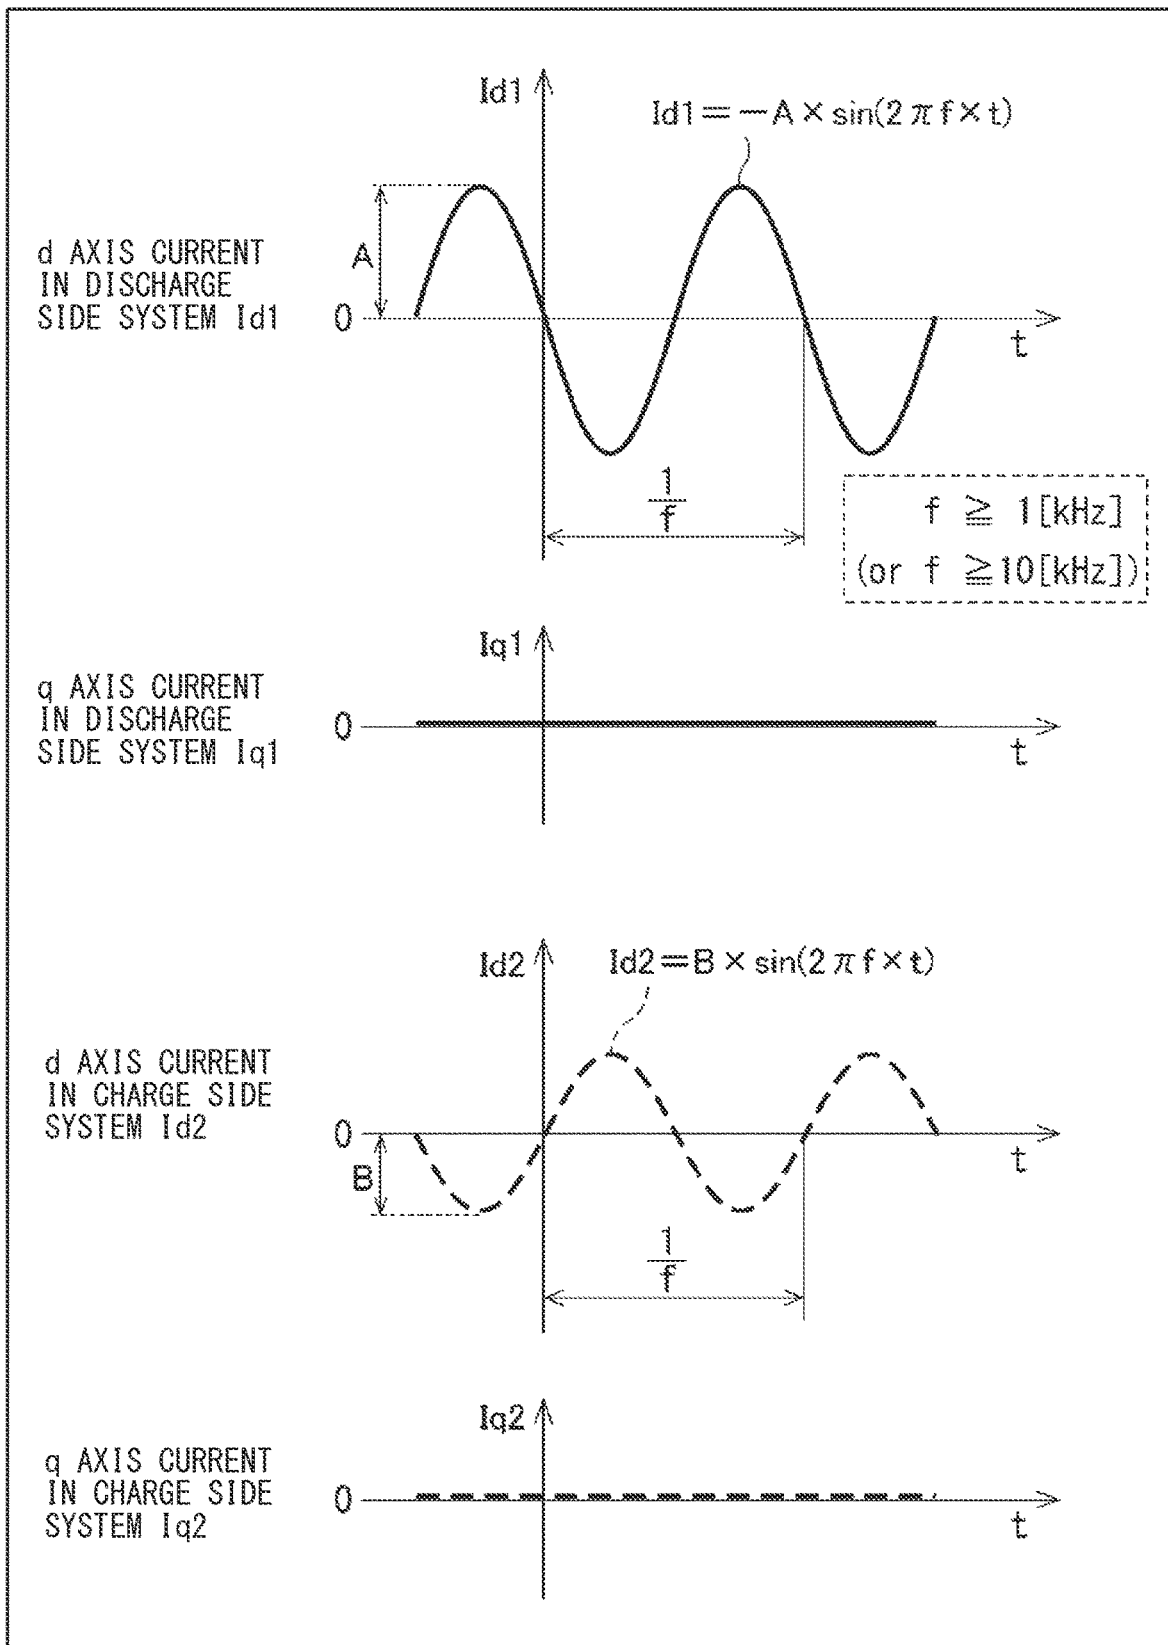 Id1
Id1=−A×sin(2πf×t)
A
d AXIS CURRENT
IN DISCHARGE
SIDE SYSTEM Id1
0
t
1
f
f ≧ 1[kHz]
(or f ≧10[kHz])
Iq1
q AXIS CURRENT
IN DISCHARGE
SIDE SYSTEM Iq1
0
t
Id2
Id2=B×sin(2πf×t)
d AXIS CURRENT
IN CHARGE SIDE
SYSTEM Id2
0
t
B
1
f
Iq2
q AXIS CURRENT
IN CHARGE SIDE
SYSTEM Iq2
0
t